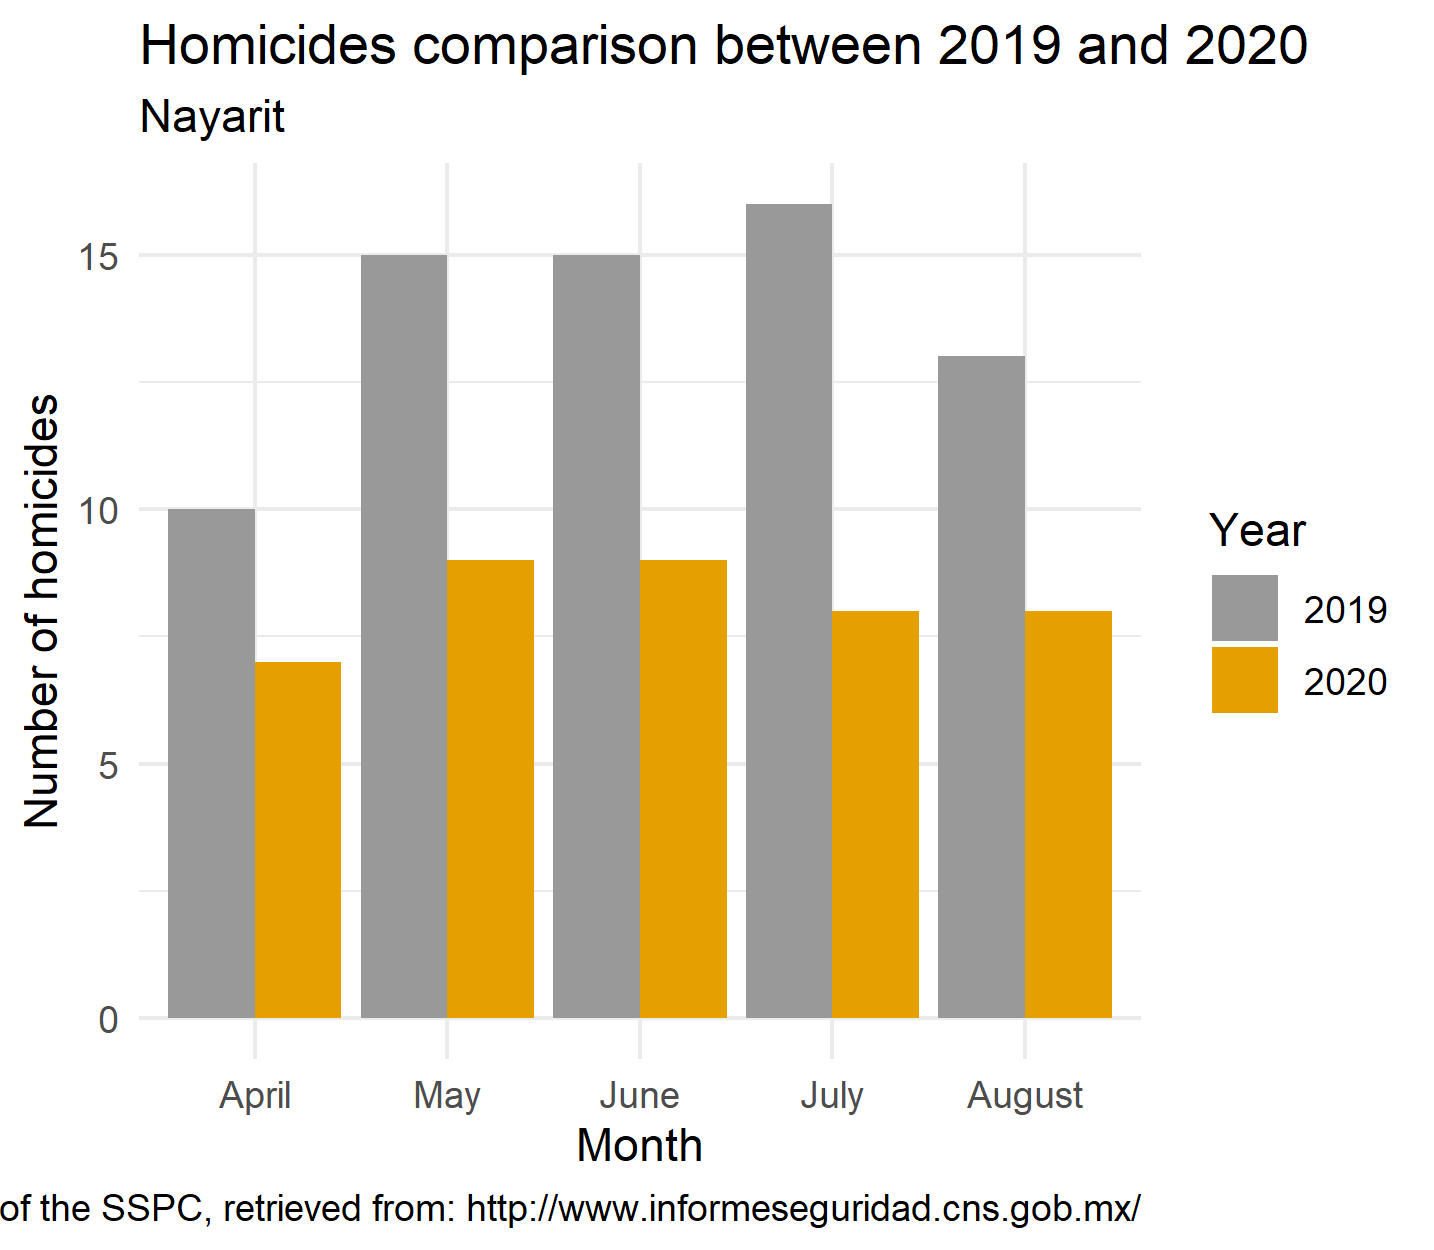 Homicides comparison between 2019 and 2020
Nayarit
Number of homicides
15
10
5
0
April May June July August
Month
Year
2019
2020
of the SSPC, retrieved from: http://www.informeseguridad.cns.gob.mx/